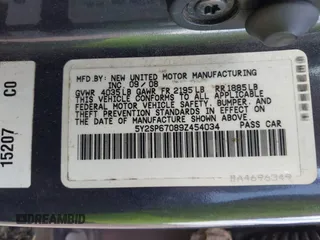 MFD.BY: NEW UNITED MOTOR MANUFACTURING
INC. 09/08
GVWR 4035LB GAWR FR 2195LB RR1885LB
THIS VEHICLE CONFORMS TO ALL APPLICABLE
FEDERAL MOTOR VEHICLE SAFETY, BUMPER, AND
THEFT PREVENTION STANDARDS IN EFFECT ON
THE DATE OF MANUFACTURE SHOWN ABOVE.
5Y2SP67089Z454034 PASS CAR
BA4696349
15207 C0
DREAMBID